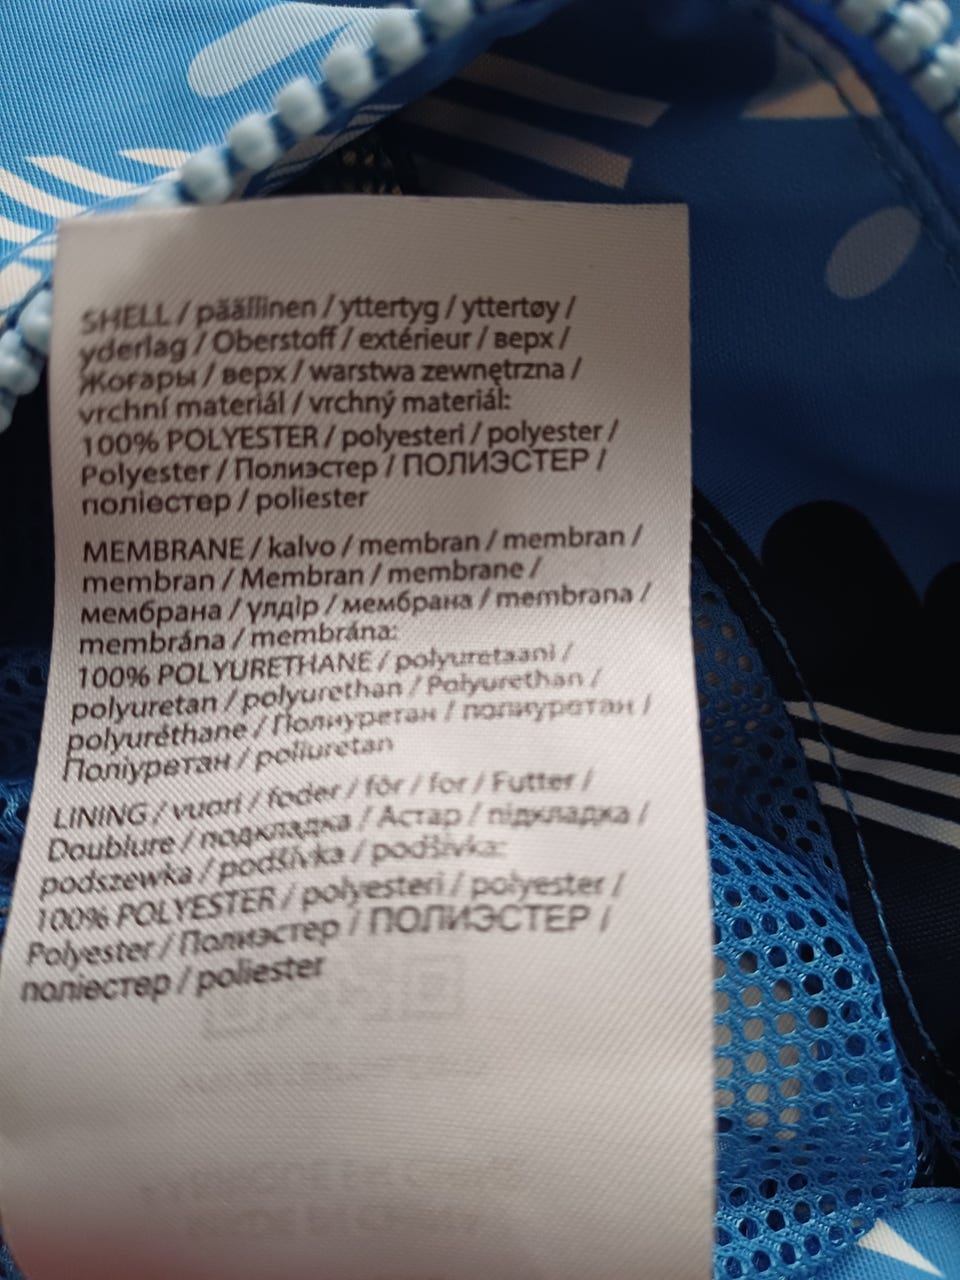 SHELL / päällinen / yttertyg / yttertøy /
yderlag / Oberstoff / extérieur / верх /
Жоғары / верх / warstwa zewnętrzna /
vrchní materiál / vrchný materiál:
100% POLYESTER / polyesteri / polyester /
Polyester / Полиэстер / ПОЛИЭСТЕР /
поліестер / poliester
MEMBRANE / kalvo / membran / membran /
membran / Membran / membrane /
мембрана / үлдір / мембрана / membrana /
membrána / membrána:
100% POLYURETHANE / polyuretaani /
polyuretan / polyurethan / Polyurethan /
polyuréthane / Полиуретан / полиуретан /
Поліуретан / poliuretan
LINING / vuori / foder / fôr / for / Futter /
Doublure / подкладка / Астар / підкладка /
podszewka / podšívka / podšívka:
100% POLYESTER / polyesteri / polyester /
Polyester / Полиэстер / ПОЛИЭСТЕР /
поліестер / poliester